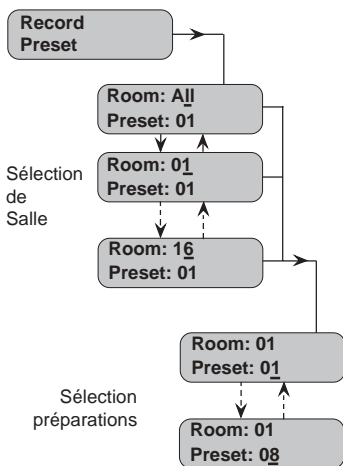 Record
Preset
Room: All
Preset: 01
Sélection
de
Salle
Room: 01
Preset: 01
Room: 16
Preset: 01
Room: 01
Preset: 01
Sélection
préparations
Room: 01
Preset: 08